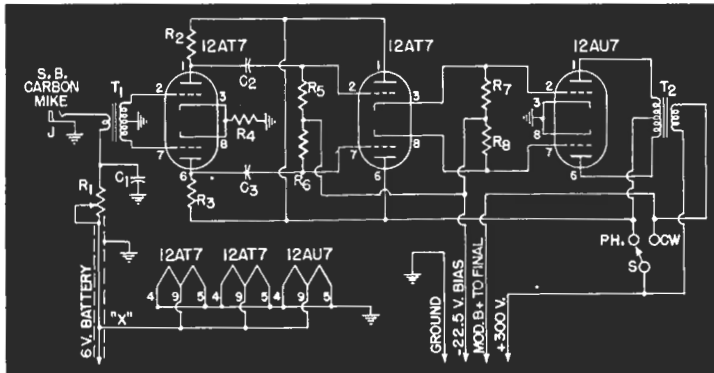 R2 12AT7 12AT7 12AU7
S. B. CARBON MIKE
T1 T2
J
1 2 3 6 7 8
C2 C3
R4 R5 R6 R7 R8
1 2 3 6 7 8
1 2 3 6 7 8
R1 C1 R3
PH. CW
S
12AT7 12AT7 12AU7
4 9 5 4 9 5 4 9 5
"X"
6 V. BATTERY
GROUND
-22.5 V. BIAS
MOD. B+ TO FINAL
+300 V.